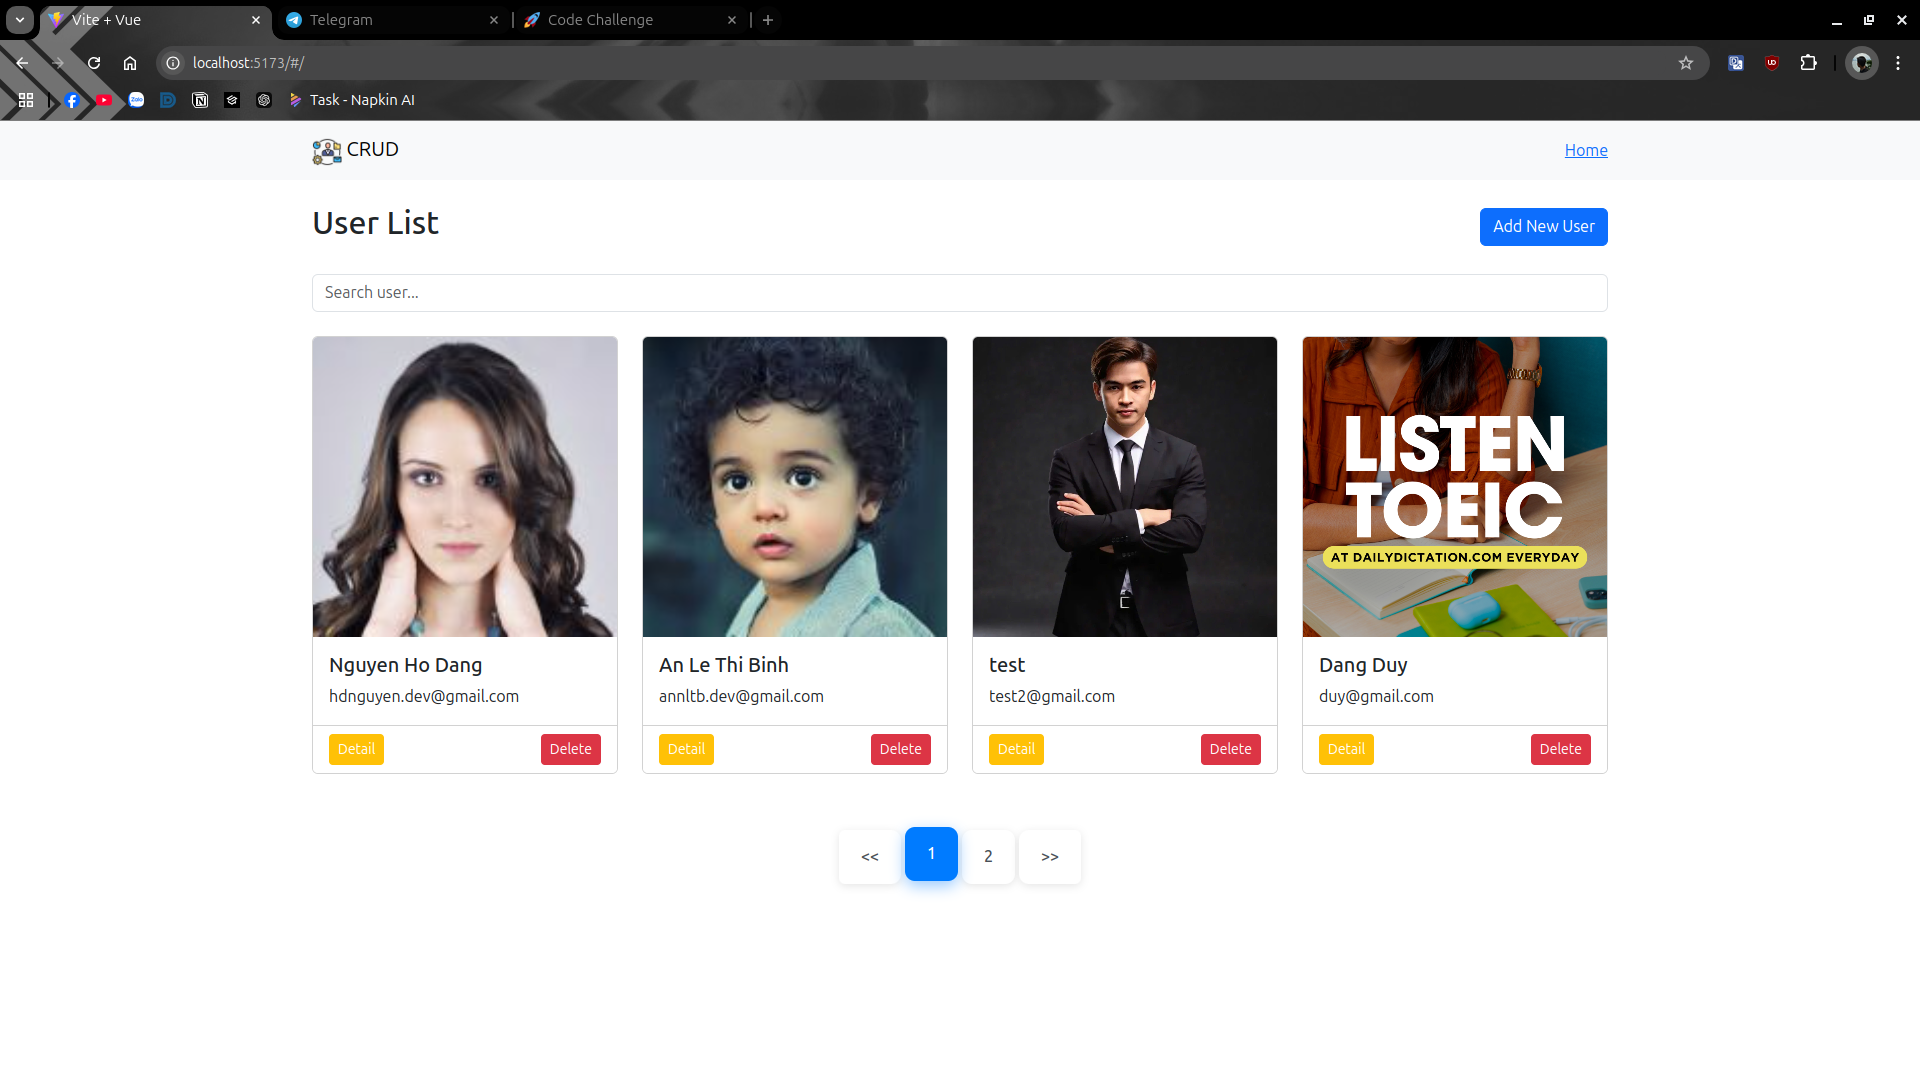 Vite + Vue
Telegram
Code Challenge
localhost:5173/#/
Task - Napkin AI
CRUD
Home
User List
Add New User
Search user...
LISTEN
TOEIC
AT DAILYDICTATION.COM EVERYDAY
Nguyen Ho Dang
hdnguyen.dev@gmail.com
Detail
Delete
An Le Thi Binh
annltb.dev@gmail.com
Detail
Delete
test
test2@gmail.com
Detail
Delete
Dang Duy
duy@gmail.com
Detail
Delete
<< 1 2 >>